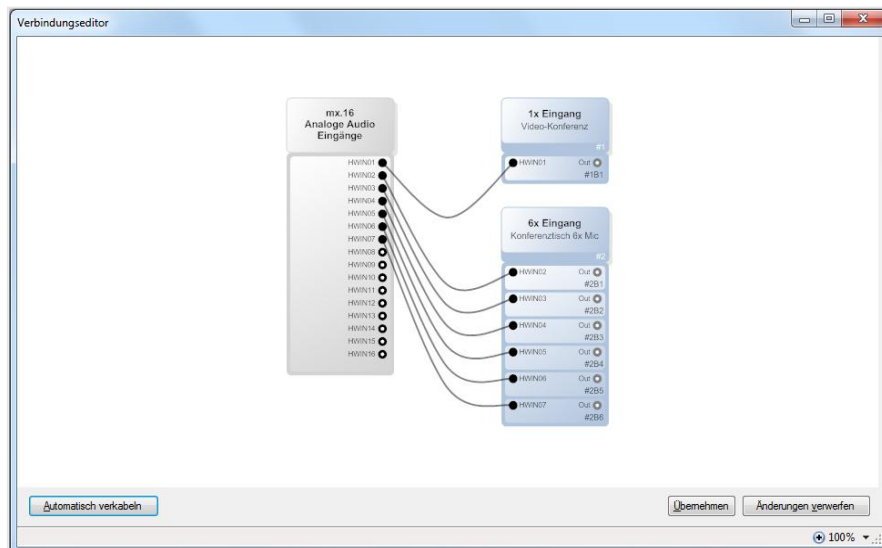 Verbindungseditor
mx.16
Analoge Audio
Eingänge
HWIN01
HWIN02
HWIN03
HWIN04
HWIN05
HWIN06
HWIN07
HWIN08
HWIN09
HWIN10
HWIN11
HWIN12
HWIN13
HWIN14
HWIN15
HWIN16
1x Eingang
Video-Konferenz
#1
HWIN01 Out
#1B1
6x Eingang
Konferenztisch 6x Mic
#2
HWIN02 Out
#2B1
HWIN03 Out
#2B2
HWIN04 Out
#2B3
HWIN05 Out
#2B4
HWIN06 Out
#2B5
HWIN07 Out
#2B6
Automatisch verkabeln
Übernehmen
Änderungen verwerfen
100%